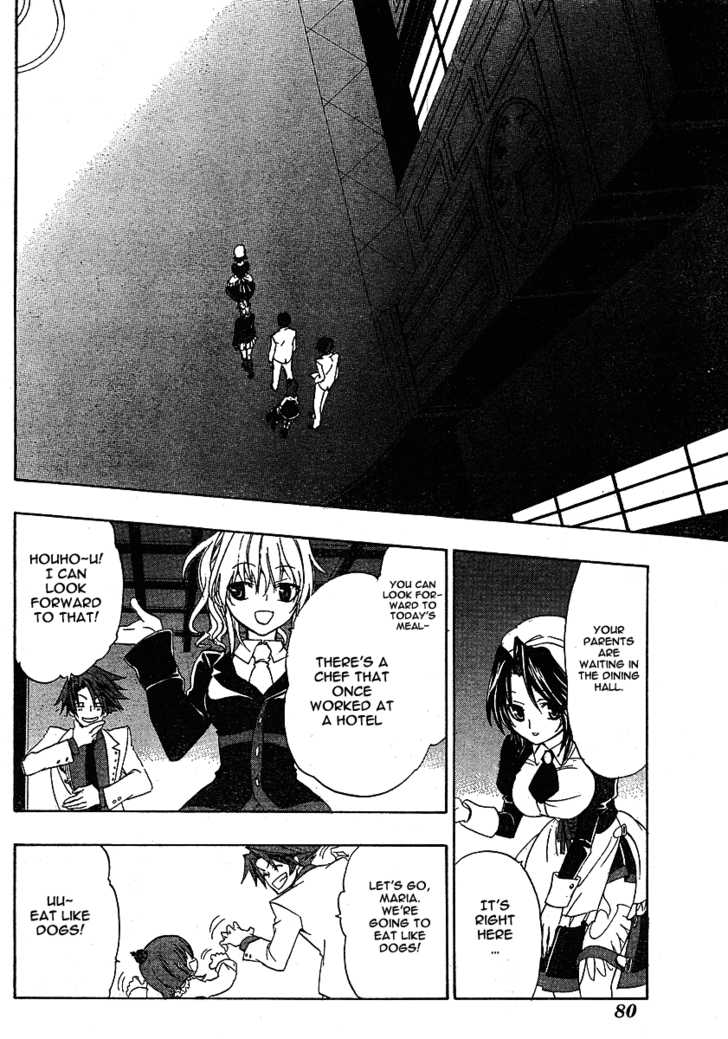 YOUR
PARENTS ARE
WAITING IN
THE DINING
HALL.
IT'S
RIGHT
HERE
...
YOU CAN
LOOK FOR-
WARD TO
TODAY'S
MEAL~
THERE'S A
CHEF THAT
ONCE
WORKED AT
A HOTEL
HOUHO~U!
I CAN
LOOK
FORWARD
TO THAT!
LET'S GO,
MARIA.
WE'RE
GOING TO
EAT LIKE
DOGS!
UU~
EAT LIKE
DOGS!
80